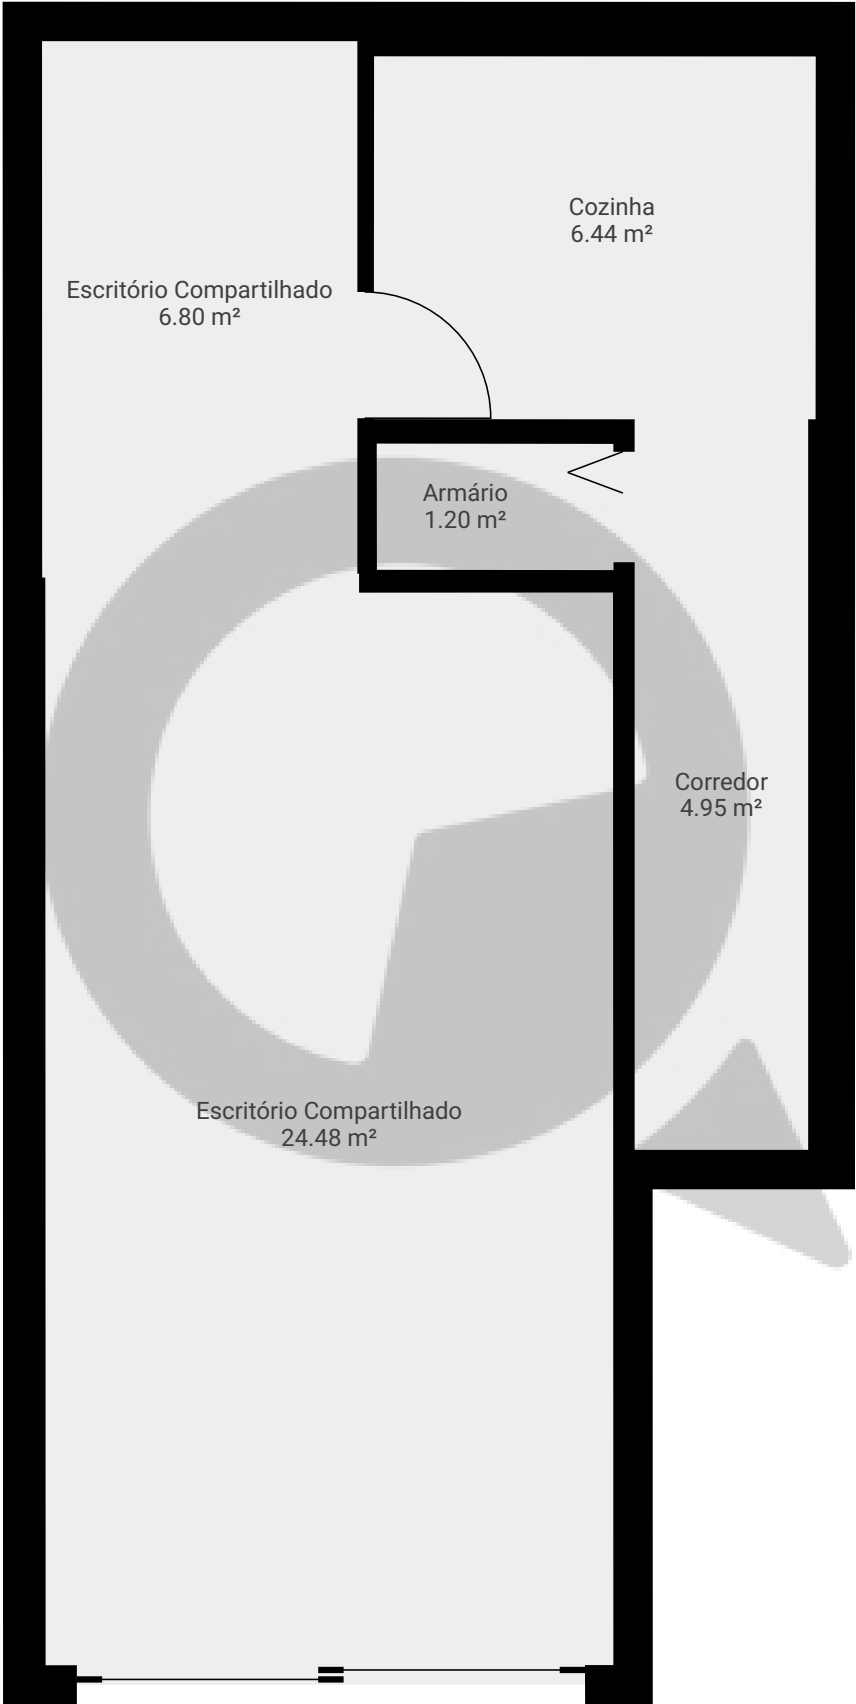 Cozinha
6.44 m²
Escritório Compartilhado
6.80 m²
Armário
1.20 m²
Corredor
4.95 m²
Escritório Compartilhado
24.48 m²